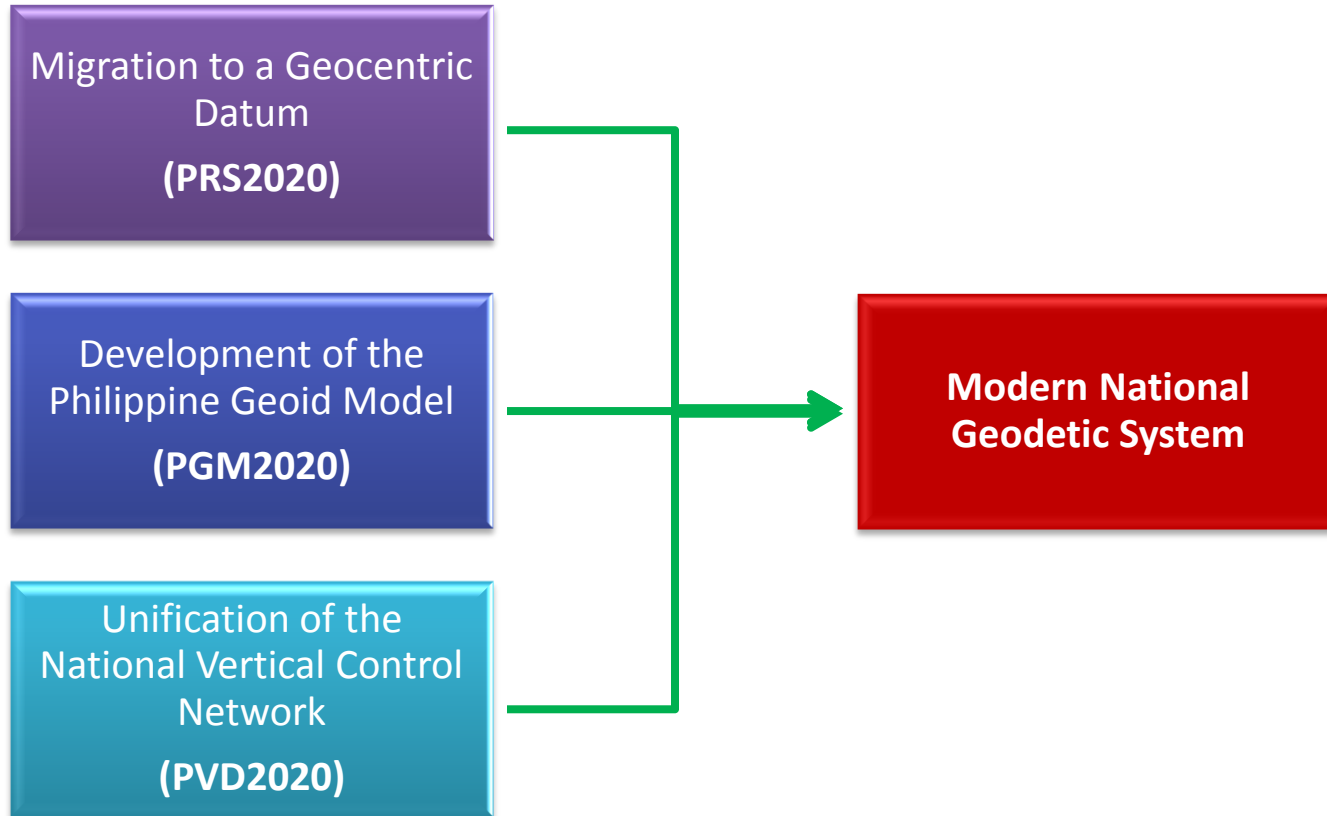 Migration to a Geocentric
Datum
(PRS2020)
Development of the
Philippine Geoid Model
(PGM2020)
Unification of the
National Vertical Control
Network
(PVD2020)
Modern National
Geodetic System